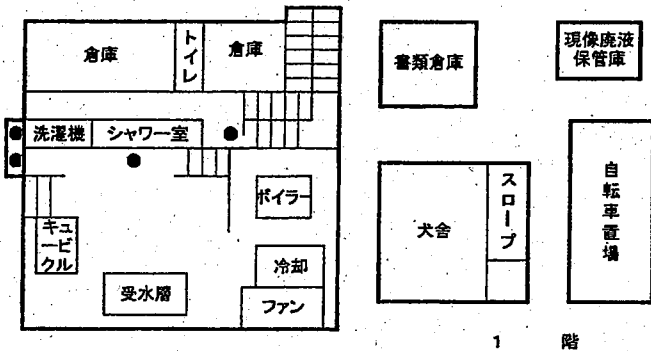 倉庫
トイレ
倉庫
書類倉庫
現像廃液
保管庫
洗濯機
シャワー室
ボイラー
キュ
ービ
クル
受水層
冷却
ファン
犬舎
スロープ
自転車置場
1 階